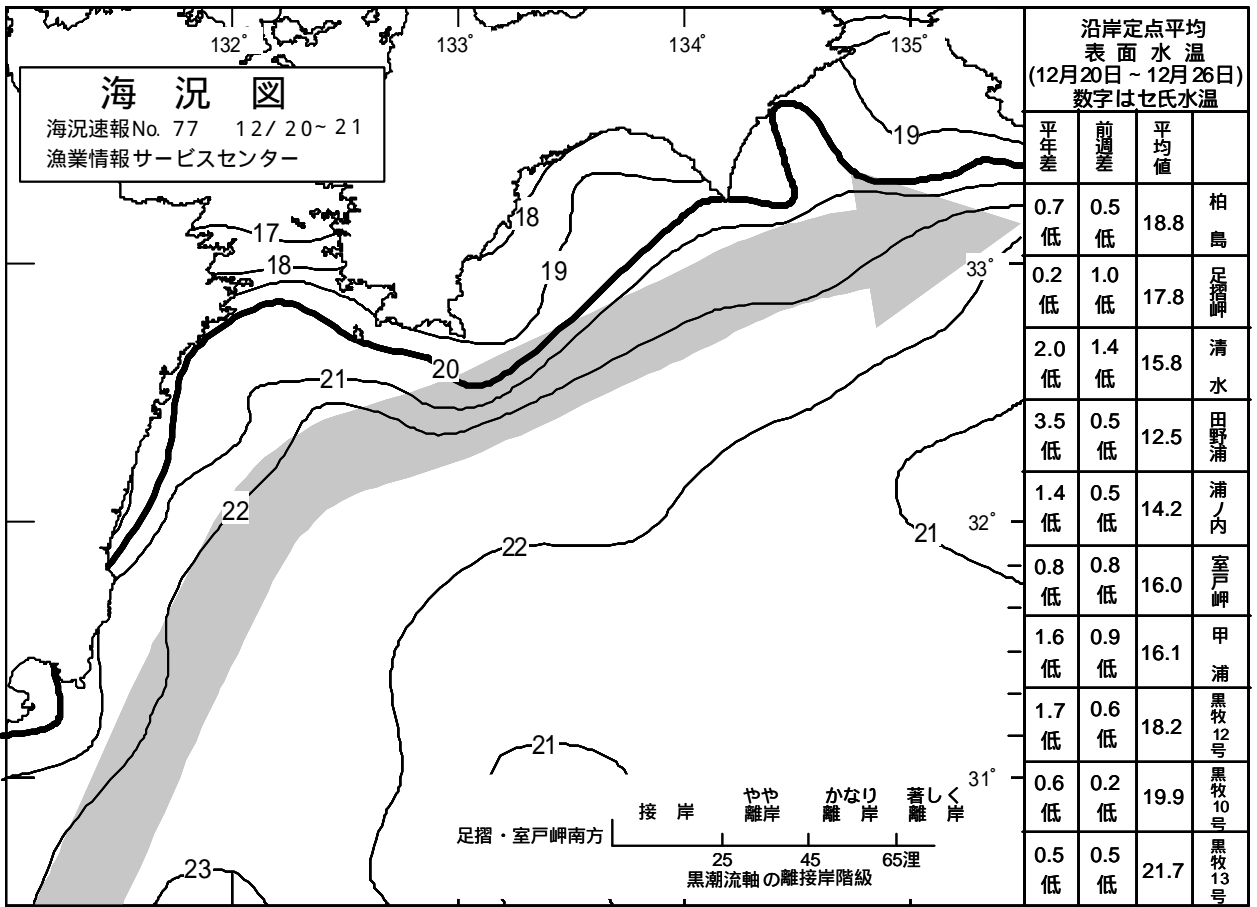 132°
133°
134°
135°
海 況 図
海況速報No. 77 12/20~21
漁業情報サービスセンター
19
18
17
18
19
20
21
22
22
21
21
23
33°
32°
31°
接 岸
やや
離岸
かなり
離 岸
著しく
離 岸
足摺・室戸岬南方
25 45 65浬
黒潮流軸の離接岸階級
沿岸定点平均
表 面 水 温
(12月20日~12月26日)
数字はセ氏水温
平年差 前週差 平均値
0.7低 0.5低 18.8 柏島
0.2低 1.0低 17.8 足摺岬
2.0低 1.4低 15.8 清水
3.5低 0.5低 12.5 田野浦
1.4低 0.5低 14.2 浦ノ内
0.8低 0.8低 16.0 室戸岬
1.6低 0.9低 16.1 甲浦
1.7低 0.6低 18.2 黒牧12号
0.6低 0.2低 19.9 黒牧10号
0.5低 0.5低 21.7 黒牧13号